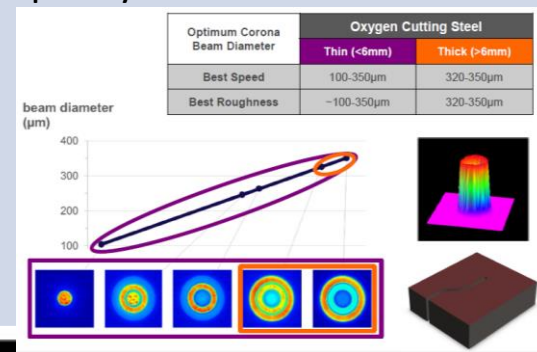 Optimum Corona
Beam Diameter
Oxygen Cutting Steel
Thin (<6mm)
Thick (>6mm)
Best Speed
100-350µm
320-350µm
Best Roughness
~100-350µm
320-350µm
beam diameter
(µm)
400
300
200
100